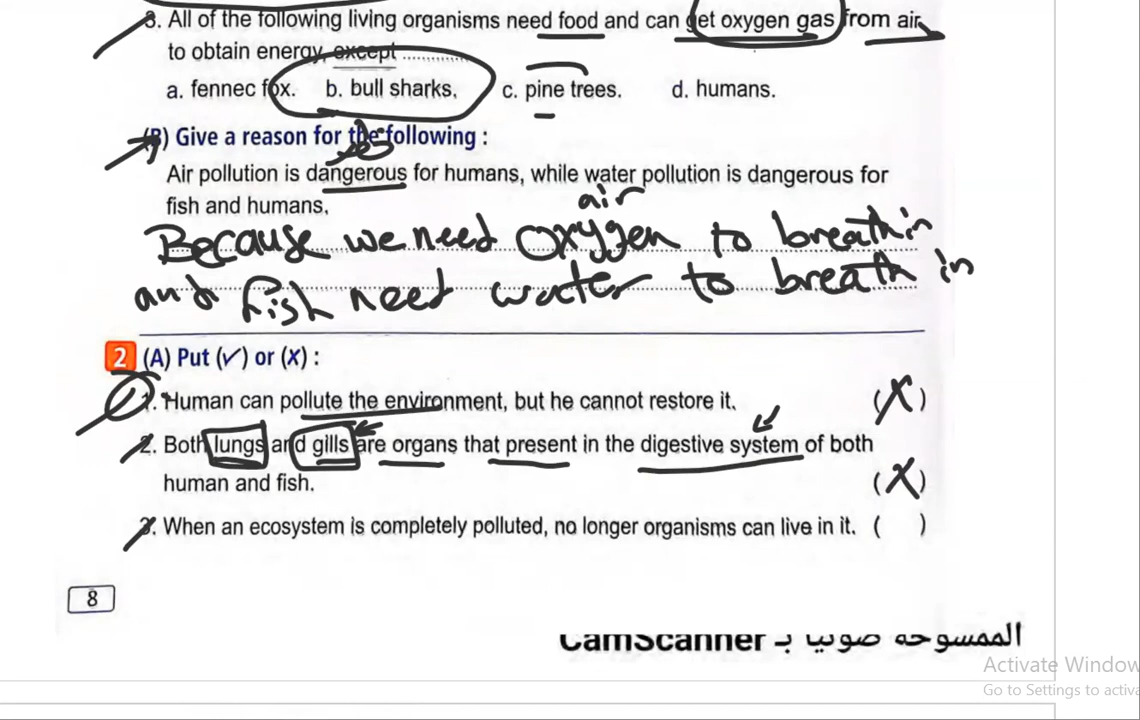 3. All of the following living organisms need food and can get oxygen gas from air
to obtain energy, except ..............
a. fennec fox. b. bull sharks. c. pine trees. d. humans.
(B) Give a reason for the following :
Air pollution is dangerous for humans, while water pollution is dangerous for
fish and humans.
air
Because we need oxygen to breath in
and fish need water to breath in
2 (A) Put (✓) or (X) :
1. Human can pollute the environment, but he cannot restore it. (X)
2. Both lungs and gills are organs that present in the digestive system of both
human and fish. (X)
3. When an ecosystem is completely polluted, no longer organisms can live in it. ( )
8
الممسوحه ضوئيا بـ CamScanner
Activate Window
Go to Settings to activa